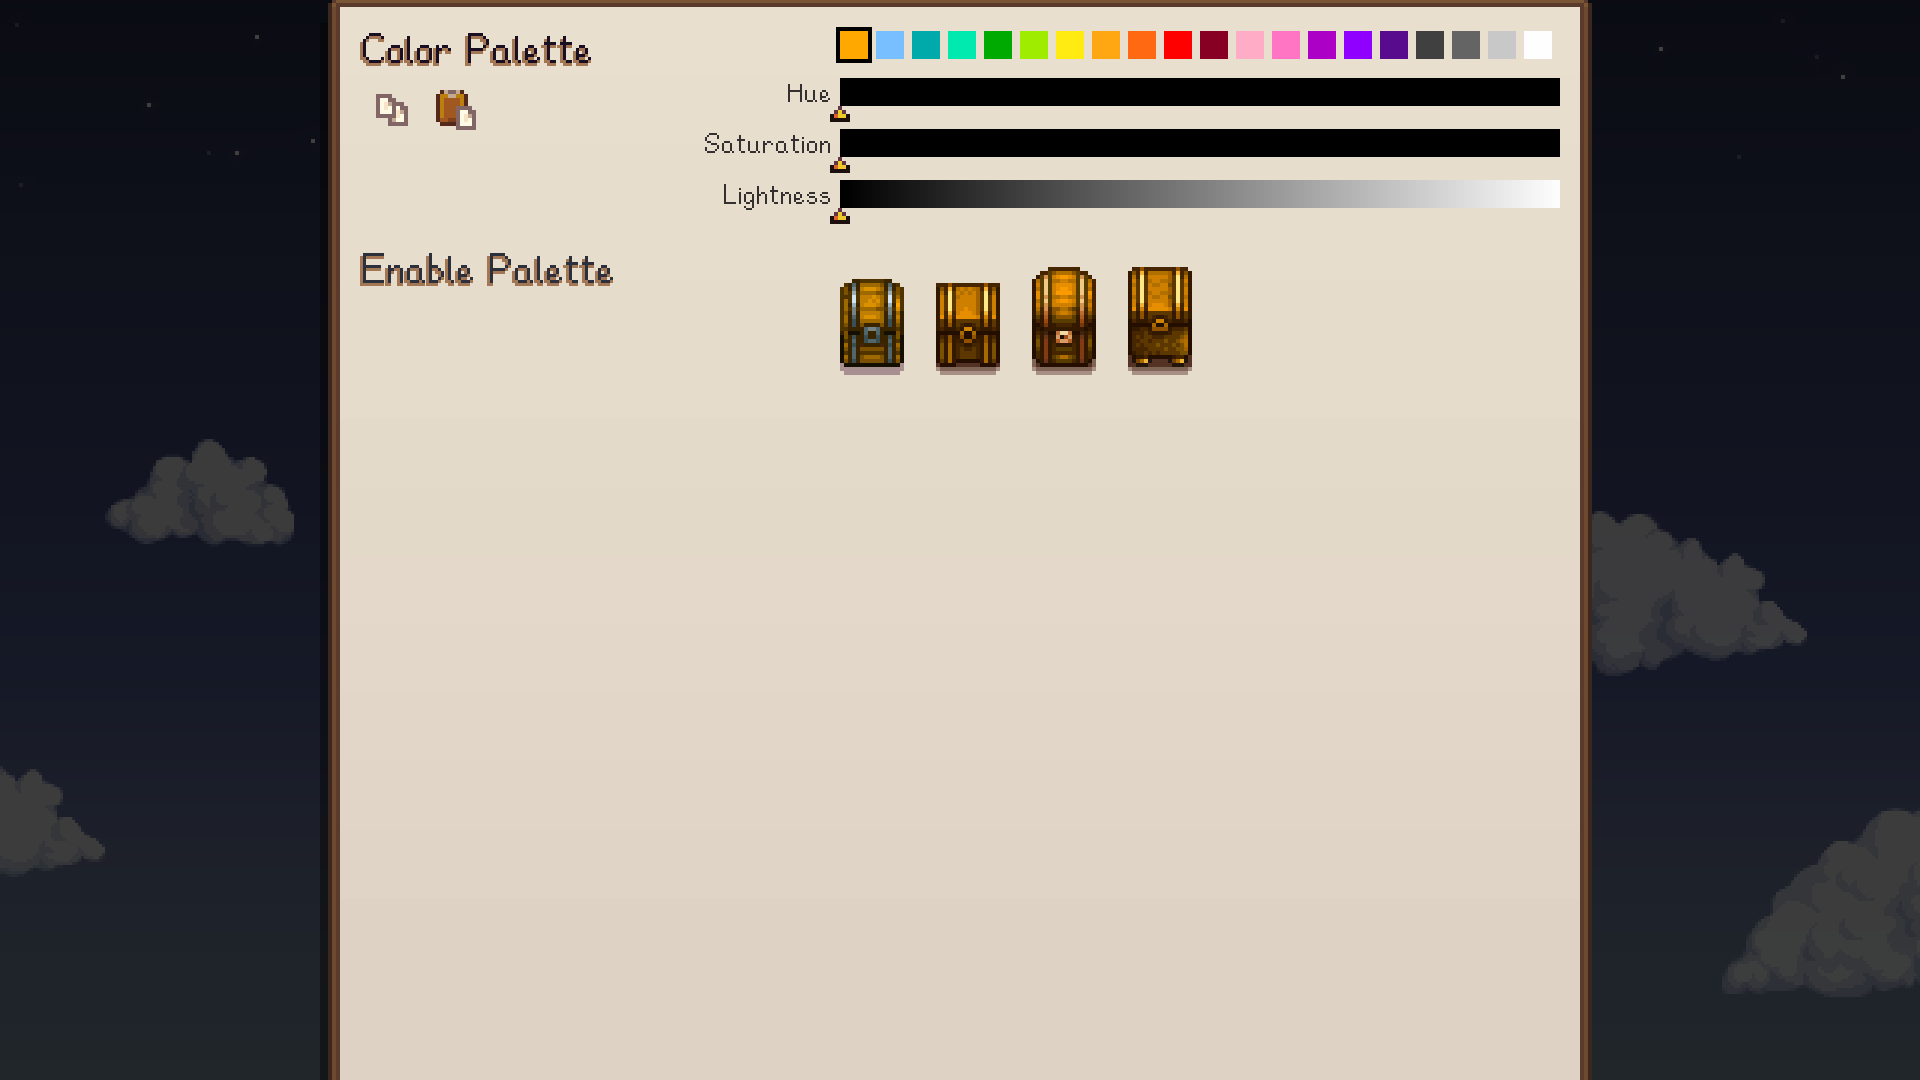 Color Palette
Hue
Saturation
Lightness
Enable Palette